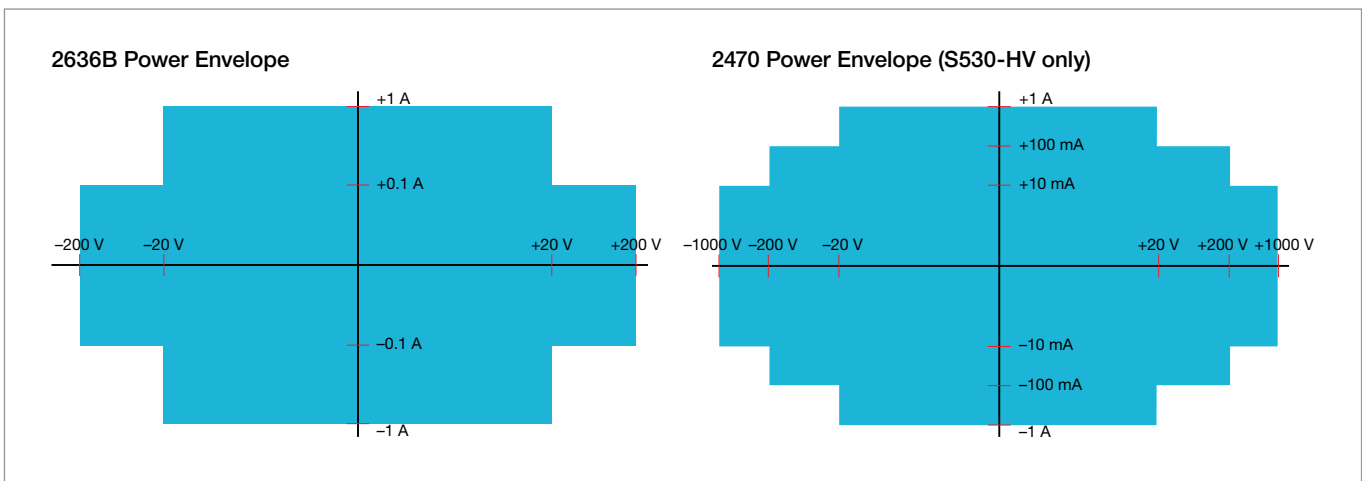 2636B Power Envelope
+1 A
+0.1 A
–200 V –20 V +20 V +200 V
–0.1 A
–1 A
2470 Power Envelope (S530-HV only)
+1 A
+100 mA
+10 mA
–1000 V –200 V –20 V +20 V +200 V +1000 V
–10 mA
–100 mA
–1 A